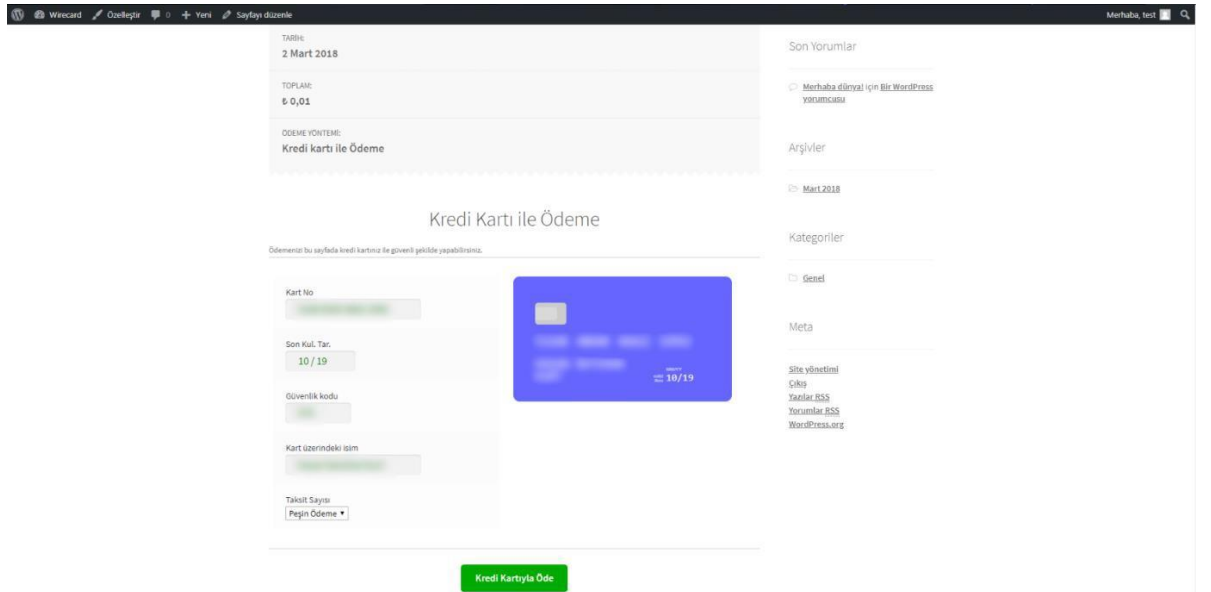 Wirecard Özelleştir 0 + Yeni Sayfayı düzenle Merhaba, test
TARIH:
2 Mart 2018
TOPLAM:
₺ 0,01
ÖDEME YÖNTEMI:
Kredi kartı ile Ödeme
Kredi Kartı ile Ödeme
Ödemenizi bu sayfada kredi kartınız ile güvenli şekilde yapabilirsiniz.
Kart No
Son Kul. Tar.
10 / 19
Güvenlik kodu
Kart üzerindeki isim
Taksit Sayısı
Peşin Ödeme
10/19
Kredi Kartıyla Öde
Son Yorumlar
Merhaba dünya! için Bir WordPress
yorumcusu
Arşivler
Mart 2018
Kategoriler
Genel
Meta
Site yönetimi
Çıkış
Yazılar RSS
Yorumlar RSS
WordPress.org